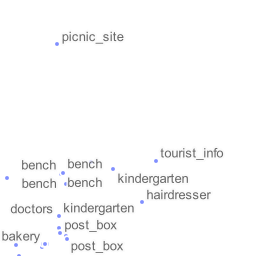 picnic_site
tourist_info
bench bench
kindergarten
bench bench
hairdresser
doctors kindergarten
post_box
bakery
post_box